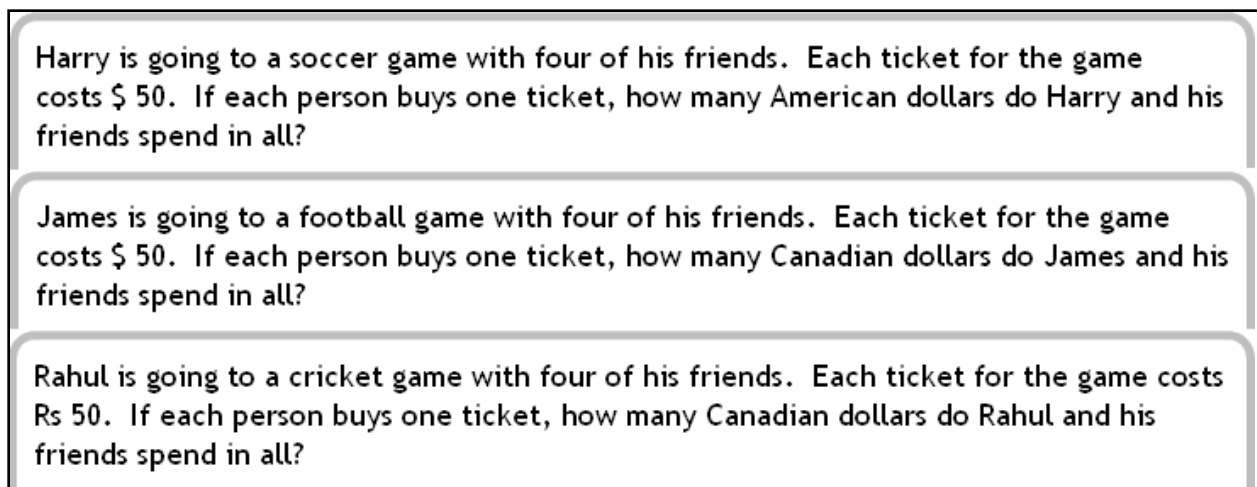 Harry is going to a soccer game with four of his friends. Each ticket for the game
costs $ 50. If each person buys one ticket, how many American dollars do Harry and his
friends spend in all?
James is going to a football game with four of his friends. Each ticket for the game
costs $ 50. If each person buys one ticket, how many Canadian dollars do James and his
friends spend in all?
Rahul is going to a cricket game with four of his friends. Each ticket for the game costs
Rs 50. If each person buys one ticket, how many Canadian dollars do Rahul and his
friends spend in all?